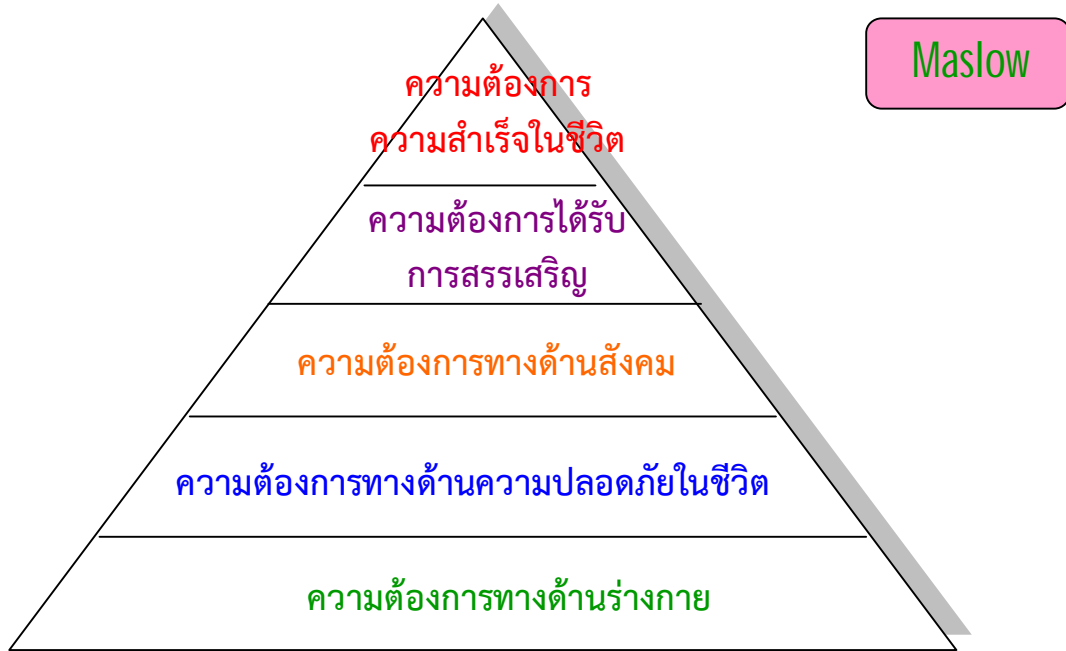 Maslow
ความต้องการ
ความสำเร็จในชีวิต
ความต้องการได้รับ
การสรรเสริญ
ความต้องการทางด้านสังคม
ความต้องการทางด้านความปลอดภัยในชีวิต
ความต้องการทางด้านร่างกาย